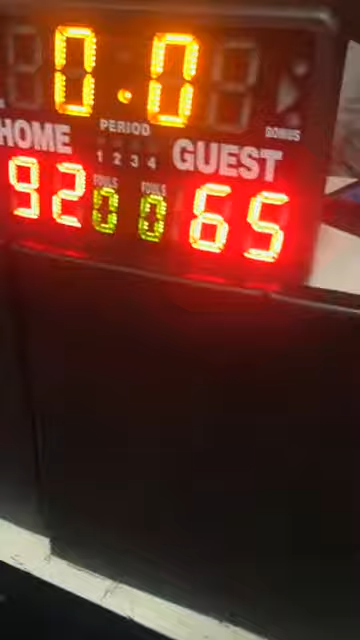 0.0
PERIOD
BONUS
HOME
1 2 3 4
GUEST
FOULS FOULS
92 0 0 65